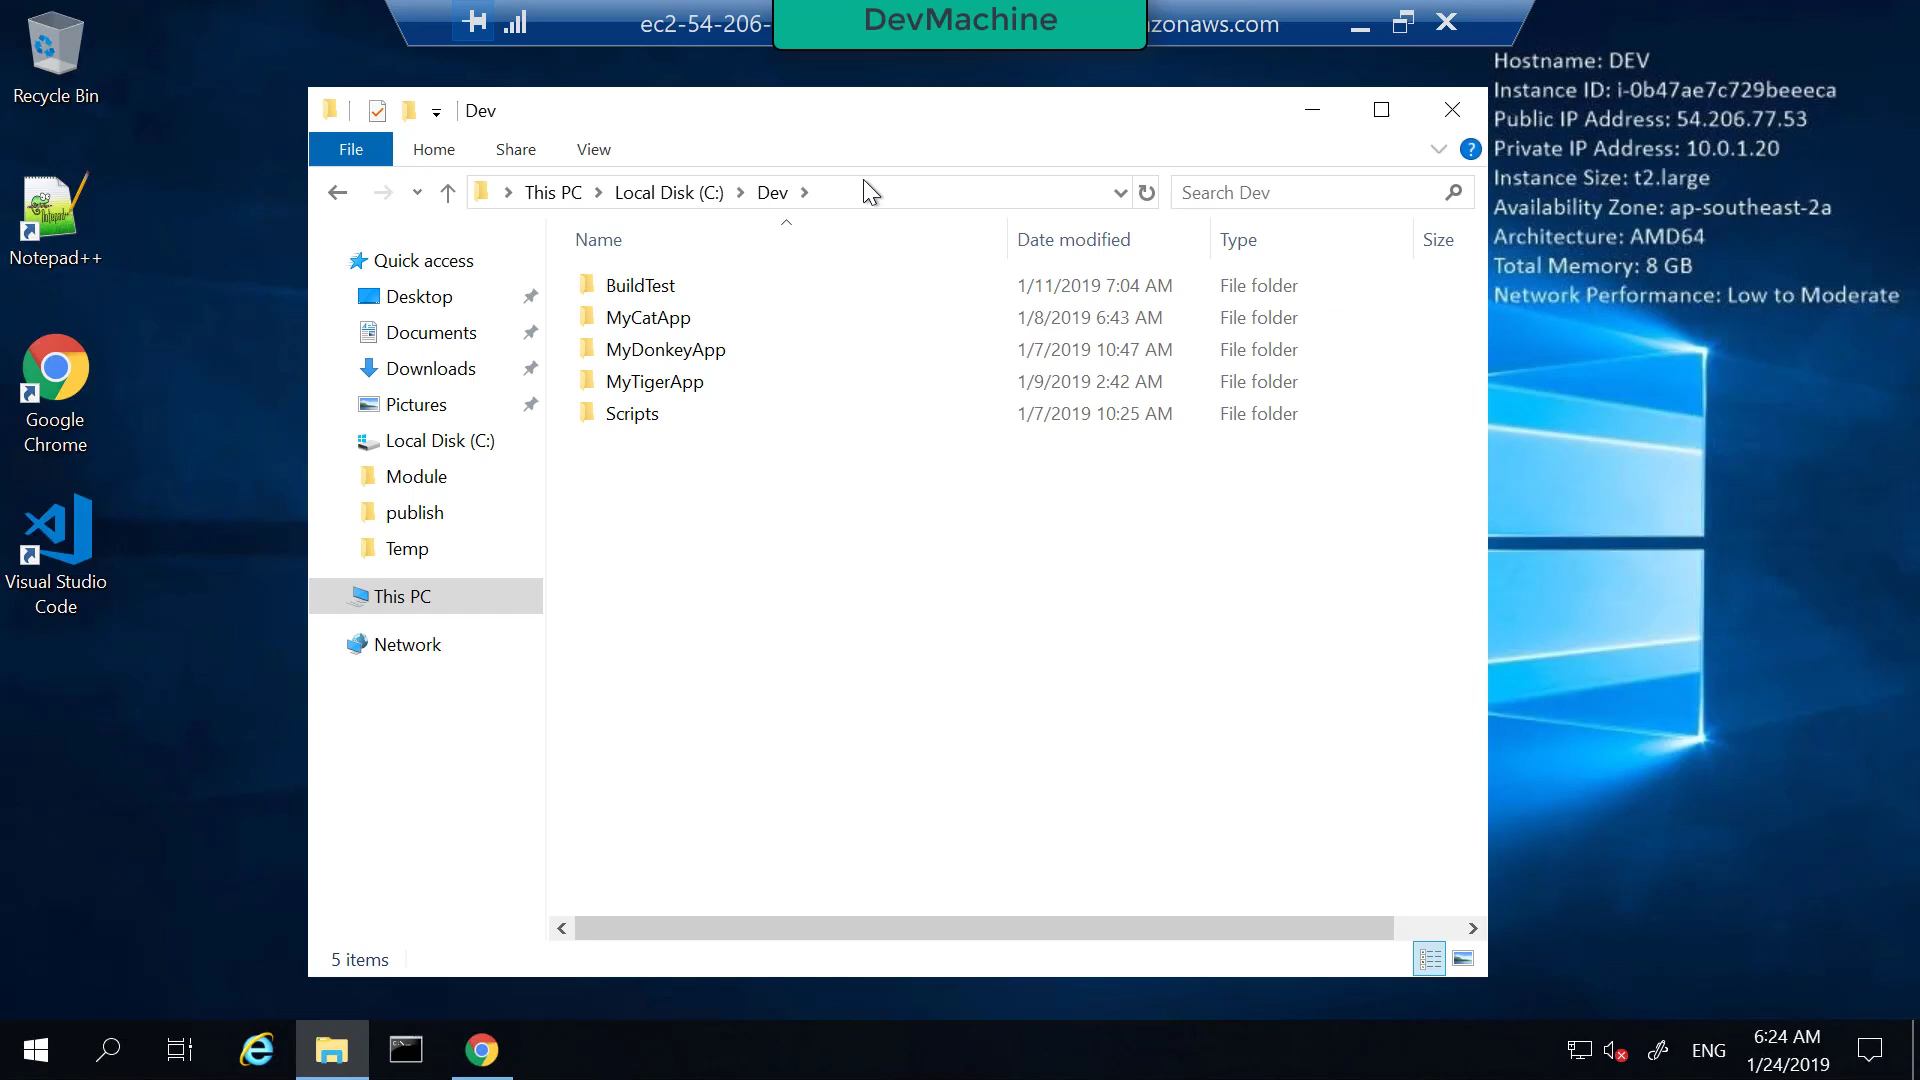 ec2-54-206-
DevMachine
zonaws.com
Recycle Bin
Notepad++
Google
Chrome
Visual Studio
Code
Hostname: DEV
Instance ID: i-0b47ae7c729beeeca
Public IP Address: 54.206.77.53
Private IP Address: 10.0.1.20
Instance Size: t2.large
Availability Zone: ap-southeast-2a
Architecture: AMD64
Total Memory: 8 GB
Network Performance: Low to Moderate
Dev
File Home Share View
This PC Local Disk (C:) Dev
Search Dev
Name Date modified Type Size
BuildTest 1/11/2019 7:04 AM File folder
MyCatApp 1/8/2019 6:43 AM File folder
MyDonkeyApp 1/7/2019 10:47 AM File folder
MyTigerApp 1/9/2019 2:42 AM File folder
Scripts 1/7/2019 10:25 AM File folder
Quick access
Desktop
Documents
Downloads
Pictures
Local Disk (C:)
Module
publish
Temp
This PC
Network
5 items
ENG
6:24 AM
1/24/2019